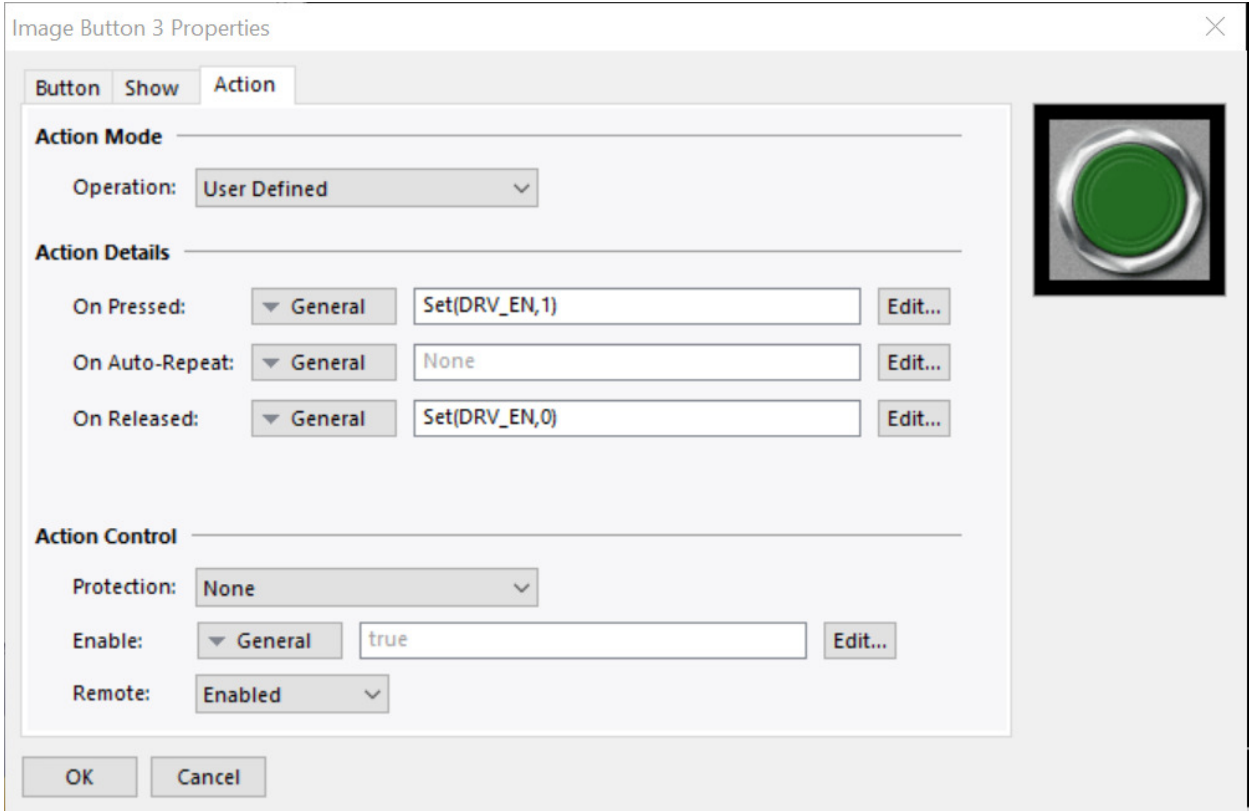 Image Button 3 Properties
Button Show Action
Action Mode
Operation: User Defined
Action Details
On Pressed: General Set(DRV_EN,1) Edit...
On Auto-Repeat: General None Edit...
On Released: General Set(DRV_EN,0) Edit...
Action Control
Protection: None
Enable: General true Edit...
Remote: Enabled
OK Cancel